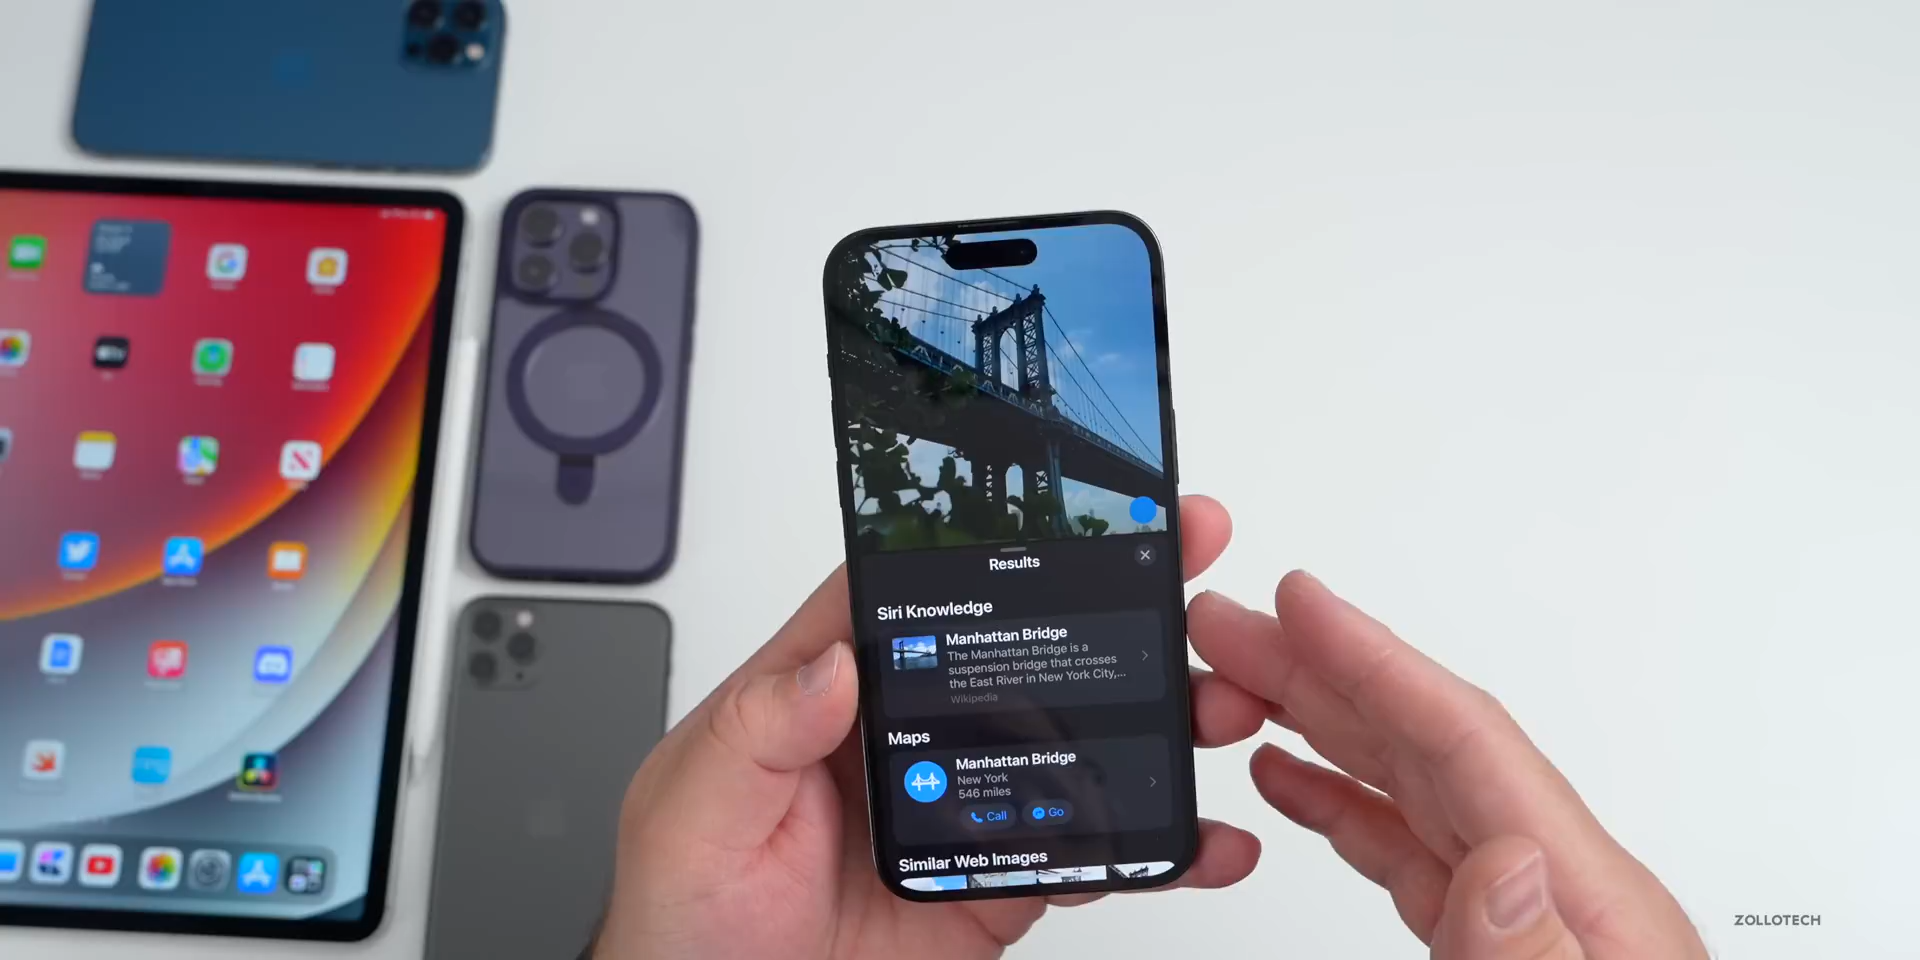 Results
Siri Knowledge
Manhattan Bridge
The Manhattan Bridge is a
suspension bridge that crosses
the East River in New York City,...
Wikipedia
Maps
Manhattan Bridge
New York
546 miles
Call
Go
Similar Web Images
ZOLLOTECH